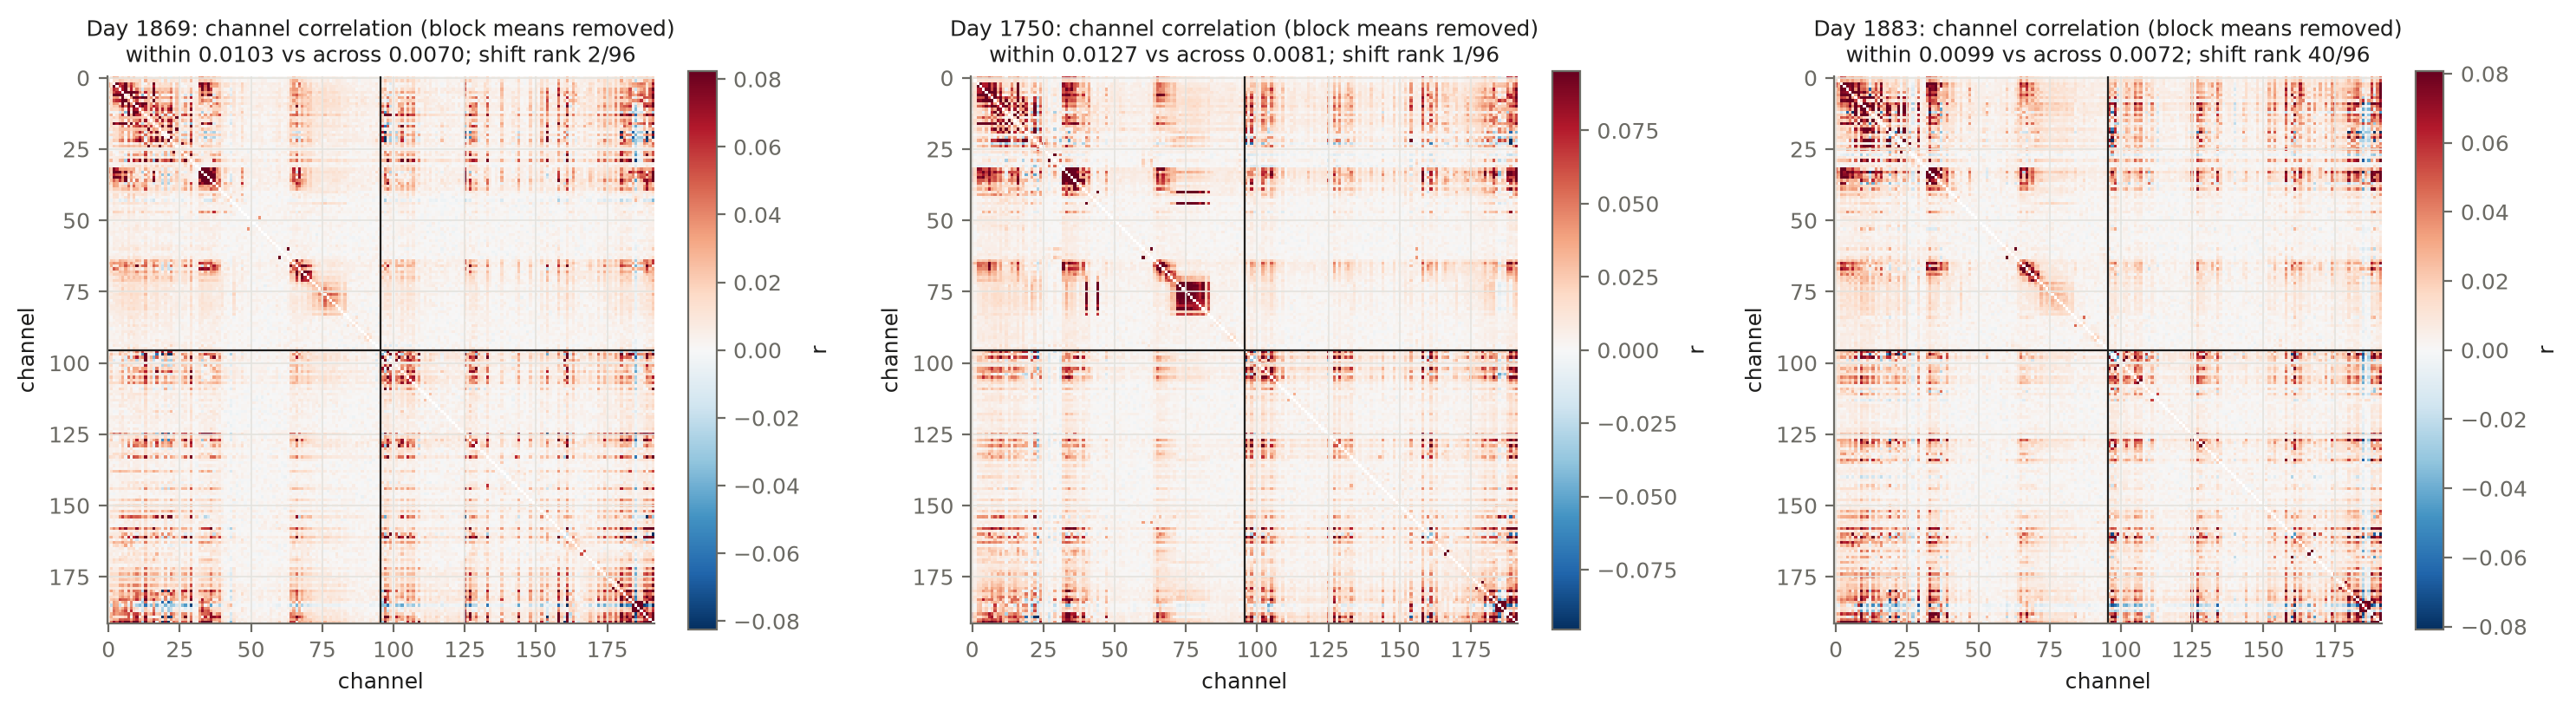 Day 1869: channel correlation (block means removed)
within 0.0103 vs across 0.0070; shift rank 2/96
0
25
50
75
100
125
150
175
channel
0 25 50 75 100 125 150 175
channel
0.08
0.06
0.04
0.02
0.00
−0.02
−0.04
−0.06
−0.08
r
Day 1750: channel correlation (block means removed)
within 0.0127 vs across 0.0081; shift rank 1/96
0
25
50
75
100
125
150
175
channel
0 25 50 75 100 125 150 175
channel
0.075
0.050
0.025
0.000
−0.025
−0.050
−0.075
r
Day 1883: channel correlation (block means removed)
within 0.0099 vs across 0.0072; shift rank 40/96
0
25
50
75
100
125
150
175
channel
0 25 50 75 100 125 150 175
channel
0.08
0.06
0.04
0.02
0.00
−0.02
−0.04
−0.06
−0.08
r